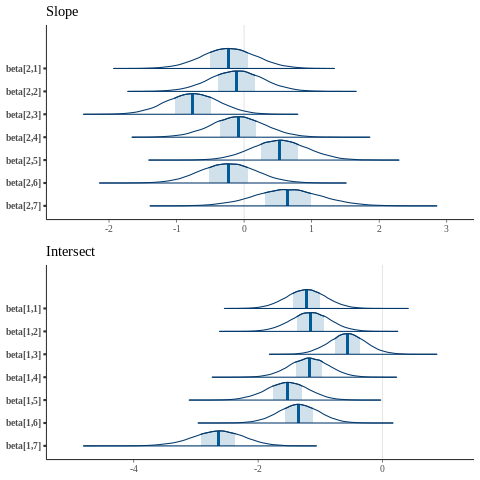 Slope
beta[2,1]
beta[2,2]
beta[2,3]
beta[2,4]
beta[2,5]
beta[2,6]
beta[2,7]
-2 -1 0 1 2 3
Intersect
beta[1,1]
beta[1,2]
beta[1,3]
beta[1,4]
beta[1,5]
beta[1,6]
beta[1,7]
-4 -2 0